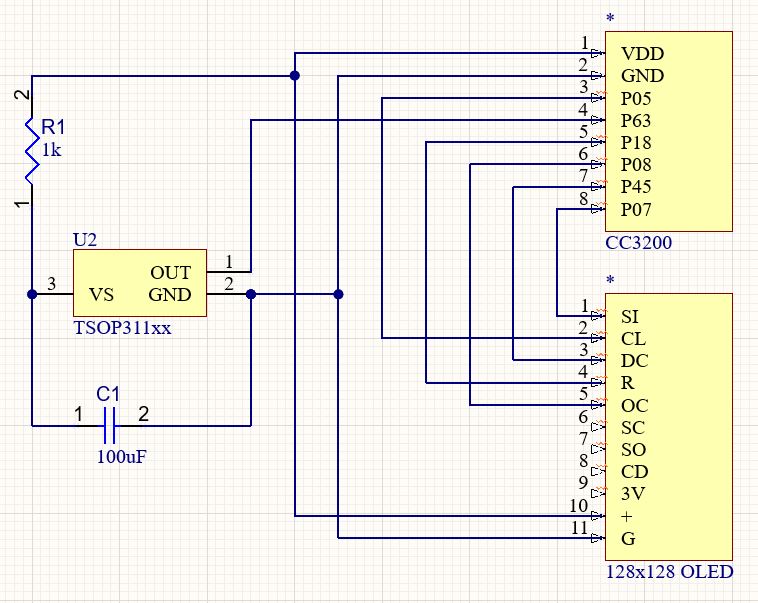 *
1 VDD
2 GND
3 P05
4 P63
5 P18
6 P08
7 P45
8 P07
CC3200
2
R1
1k
1
U2
OUT 1
3 VS GND 2
TSOP311xx
C1
1 2
100uF
*
1 SI
2 CL
3 DC
4 R
5 OC
6 SC
7 SO
8 CD
9 3V
10 +
11 G
128x128 OLED